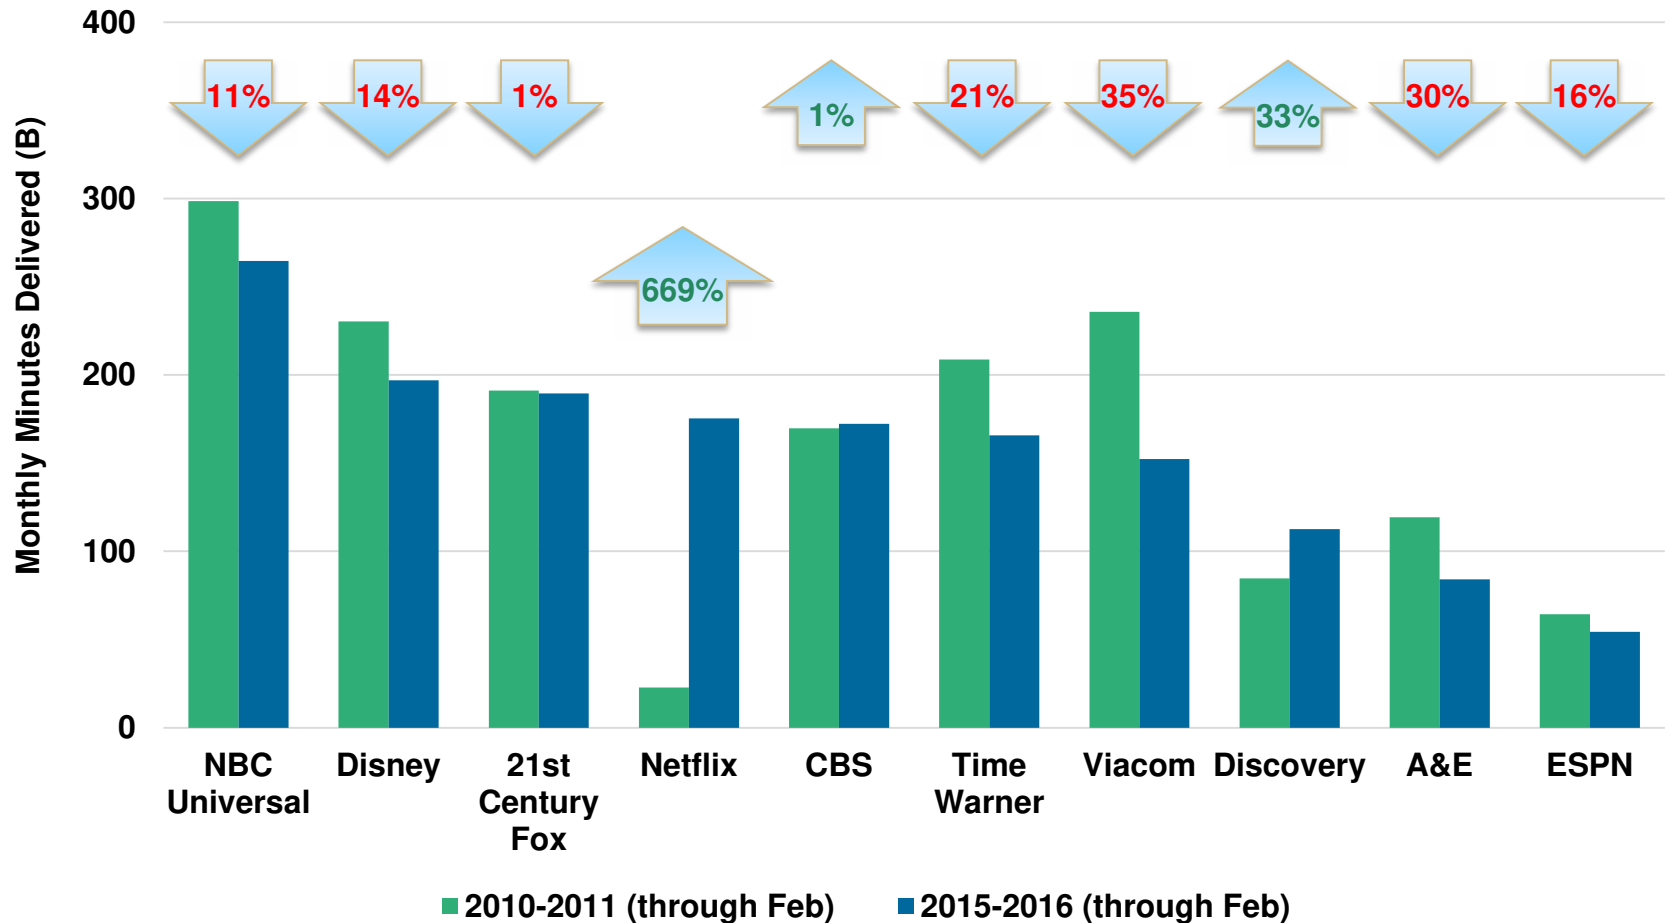 400
11%
14%
1%
1%
21%
35%
33%
30%
16%
Monthly Minutes Delivered (B)
300
669%
200
100
0
NBC
Universal
Disney
21st
Century
Fox
Netflix
CBS
Time
Warner
Viacom
Discovery
A&E
ESPN
2010-2011 (through Feb)
2015-2016 (through Feb)